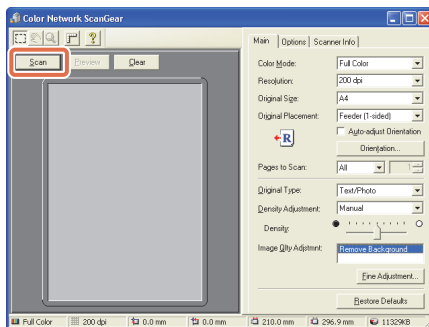 Color Network ScanGear
Scan Preview Clear
Main Options Scanner Info
Color Mode: Full Color
Resolution: 200 dpi
Original Size: A4
Original Placement: Feeder (1-sided)
Auto-adjust Orientation
R
Orientation...
Pages to Scan: All 1
Original Type: Text/Photo
Density Adjustment: Manual
Density:
Image Qlty Adjstmnt: Remove Background
Fine Adjustment...
Restore Defaults
Full Color 200 dpi 0.0 mm 0.0 mm 210.0 mm 296.9 mm 11329KB